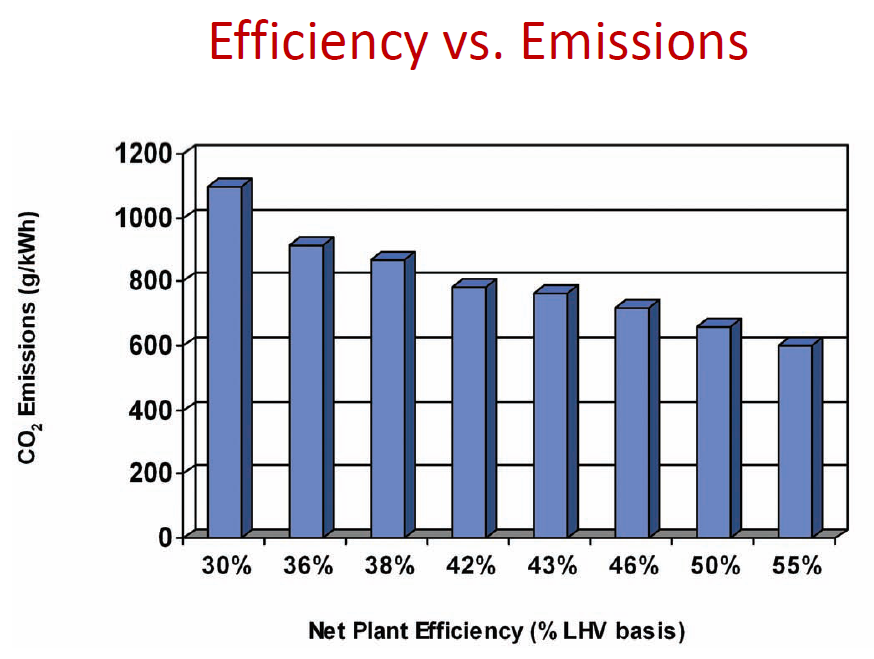 Efficiency vs. Emissions
1200
1000
800
600
400
200
0
CO₂ Emissions (g/kWh)
30% 36% 38% 42% 43% 46% 50% 55%
Net Plant Efficiency (% LHV basis)